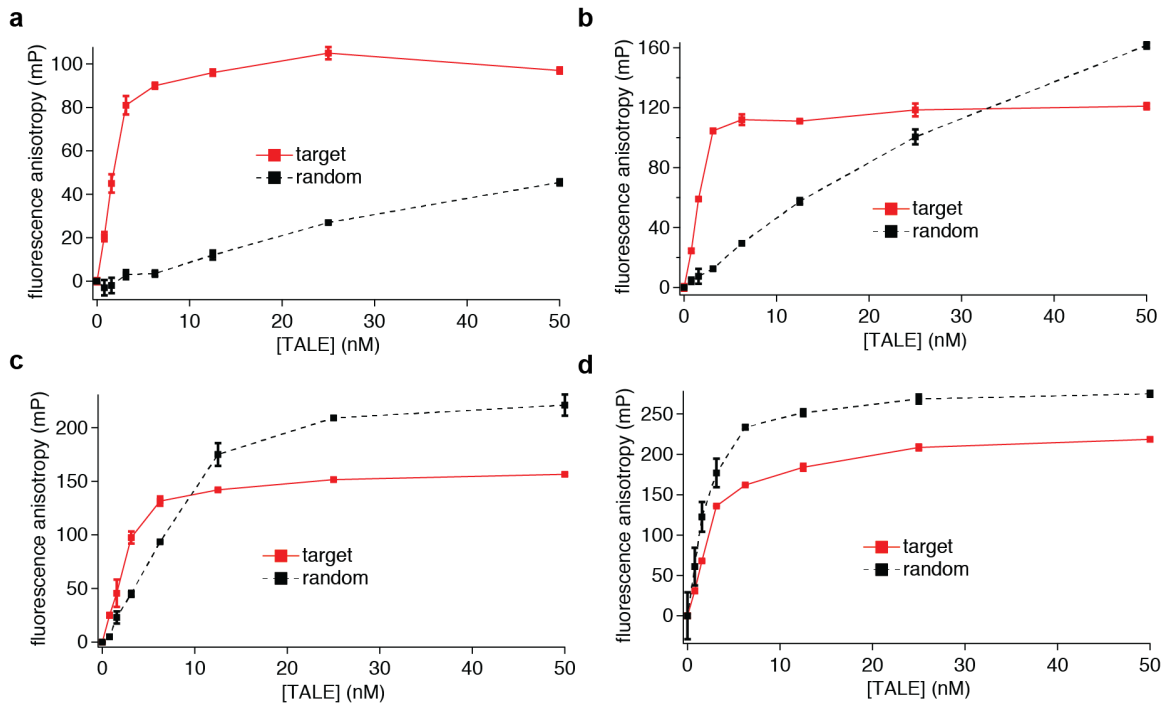 a
fluorescence anisotropy (mP)
100
80
60
40
20
0
target
random
0 10 20 30 40 50
[TALE] (nM)
b
fluorescence anisotropy (mP)
160
120
80
40
0
target
random
0 10 20 30 40 50
[TALE] (nM)
c
fluorescence anisotropy (mP)
200
150
100
50
0
target
random
0 10 20 30 40 50
[TALE] (nM)
d
fluorescence anisotropy (mP)
250
200
150
100
50
0
target
random
0 10 20 30 40 50
[TALE] (nM)